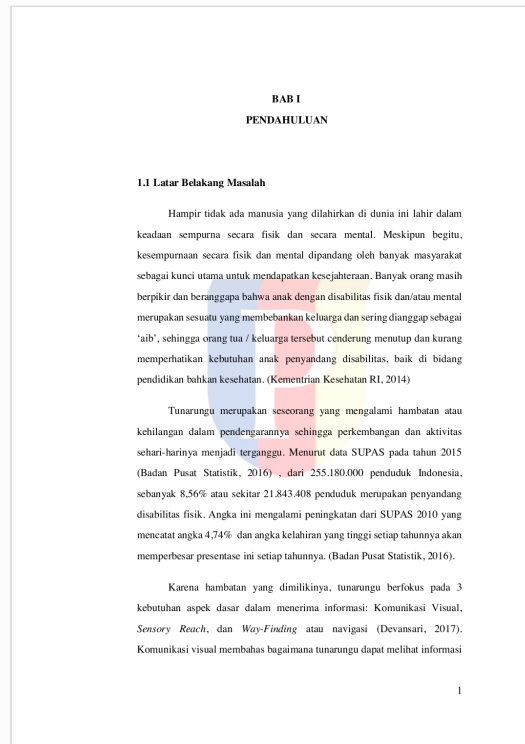 BAB I
PENDAHULUAN
1.1 Latar Belakang Masalah
Hampir tidak ada manusia yang dilahirkan di dunia ini lahir dalam
keadaan sempurna secara fisik dan secara mental. Meskipun begitu,
kesempurnaan secara fisik dan mental dipandang oleh banyak masyarakat
sebagai kunci utama untuk mendapatkan kesejahteraan. Banyak orang masih
berpikir dan beranggapa bahwa anak dengan disabilitas fisik dan/atau mental
merupakan sesuatu yang membebankan keluarga dan sering dianggap sebagai
‘aib’, sehingga orang tua / keluarga tersebut cenderung menutup dan kurang
memperhatikan kebutuhan anak penyandang disabilitas, baik di bidang
pendidikan bahkan kesehatan. (Kementrian Kesehatan RI, 2014)
Tunarungu merupakan seseorang yang mengalami hambatan atau
kehilangan dalam pendengarannya sehingga perkembangan dan aktivitas
sehari-harinya menjadi terganggu. Menurut data SUPAS pada tahun 2015
(Badan Pusat Statistik, 2016) , dari 255.180.000 penduduk Indonesia,
sebanyak 8,56% atau sekitar 21.843.408 penduduk merupakan penyandang
disabilitas fisik. Angka ini mengalami peningkatan dari SUPAS 2010 yang
mencatat angka 4,74% dan angka kelahiran yang tinggi setiap tahunnya akan
memperbesar presentase ini setiap tahunnya. (Badan Pusat Statistik, 2016).
Karena hambatan yang dimilikinya, tunarungu berfokus pada 3
kebutuhan aspek dasar dalam menerima informasi: Komunikasi Visual,
Sensory Reach, dan Way-Finding atau navigasi (Devansari, 2017).
Komunikasi visual membahas bagaimana tunarungu dapat melihat informasi
1